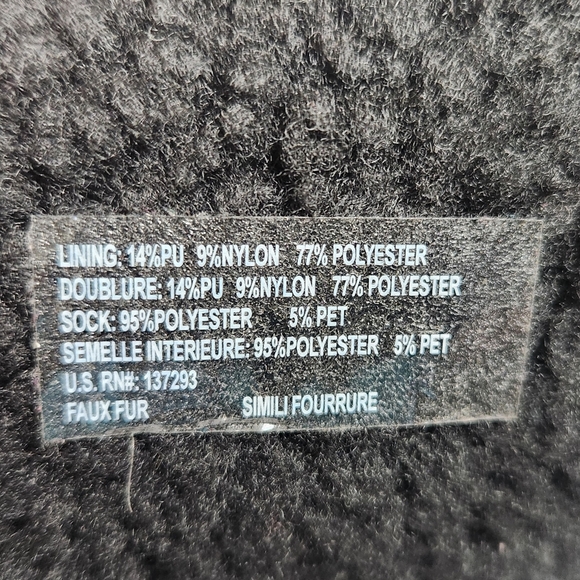 LINING: 14%PU 9%NYLON 77% POLYESTER
DOUBLURE: 14%PU 9%NYLON 77% POLYESTER
SOCK: 95%POLYESTER 5% PET
SEMELLE INTERIEURE: 95%POLYESTER 5% PET
U.S. RN#: 137293
FAUX FUR SIMILI FOURRURE